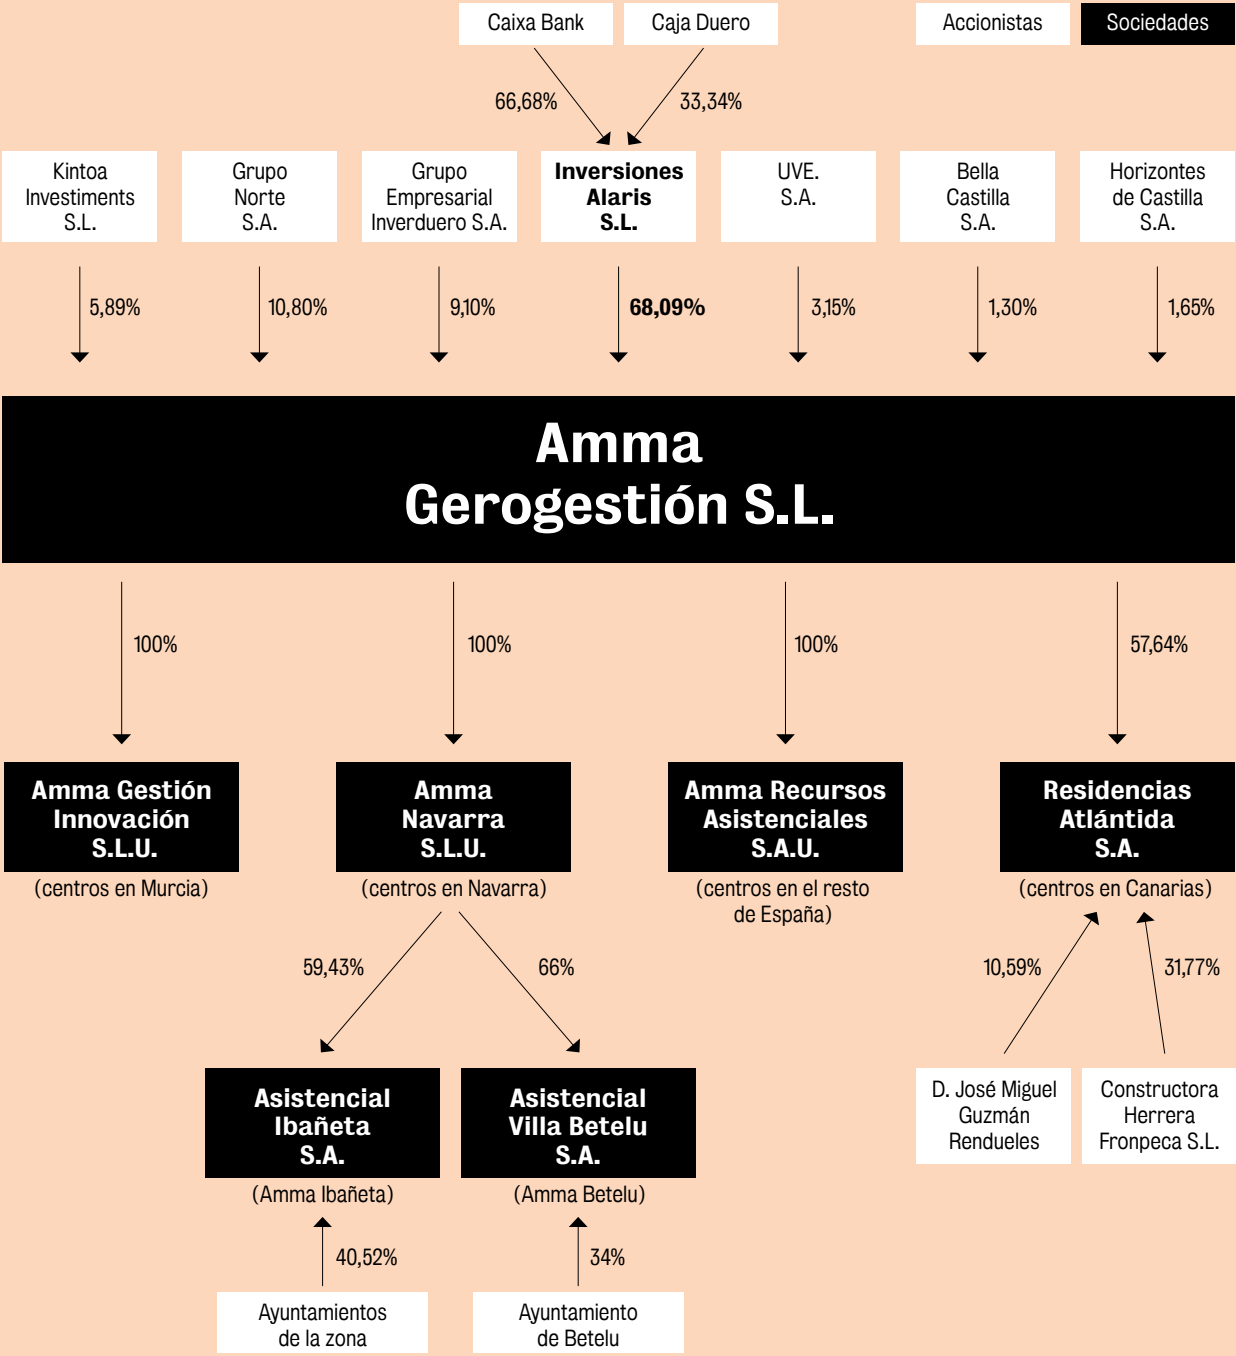 Caixa Bank
Caja Duero
Accionistas
Sociedades
66,68%
33,34%
Kintoa
Investiments
S.L.
Grupo
Norte
S.A.
Grupo
Empresarial
Inverduero S.A.
Inversiones
Alaris
S.L.
UVE.
S.A.
Bella
Castilla
S.A.
Horizontes
de Castilla
S.A.
5,89%
10,80%
9,10%
68,09%
3,15%
1,30%
1,65%
Amma
Gerogestión S.L.
100%
100%
100%
57,64%
Amma Gestión
Innovación
S.L.U.
(centros en Murcia)
Amma
Navarra
S.L.U.
(centros en Navarra)
Amma Recursos
Asistenciales
S.A.U.
(centros en el resto
de España)
Residencias
Atlántida
S.A.
(centros en Canarias)
59,43%
66%
10,59%
31,77%
Asistencial
Ibañeta
S.A.
(Amma Ibañeta)
Asistencial
Villa Betelu
S.A.
(Amma Betelu)
D. José Miguel
Guzmán
Rendueles
Constructora
Herrera
Fronpeca S.L.
40,52%
34%
Ayuntamientos
de la zona
Ayuntamiento
de Betelu